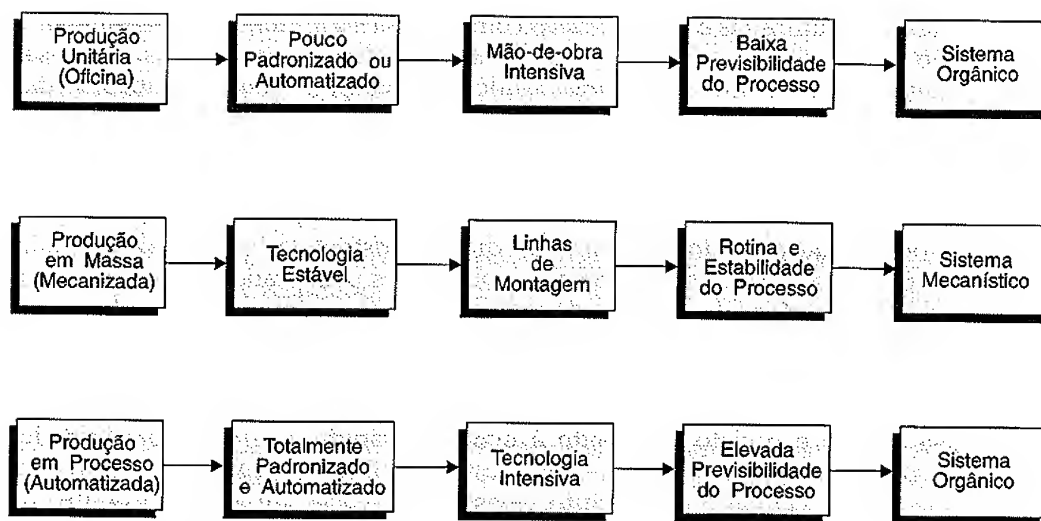 Produção
Unitária
(Oficina)
Pouco
Padronizado ou
Automatizado
Mão-de-obra
Intensiva
Baixa
Previsibilidade
do Processo
Sistema
Orgânico
Produção
em Massa
(Mecanizada)
Tecnologia
Estável
Linhas
de
Montagem
Rotina e
Estabilidade
do Processo
Sistema
Mecanístico
Produção
em Processo
(Automatizada)
Totalmente
Padronizado
e Automatizado
Tecnologia
Intensiva
Elevada
Previsibilidade
do Processo
Sistema
Orgânico